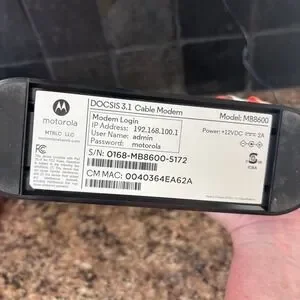 DOCSIS 3.1 Cable Modem
Model: MB8600
motorola
MTRLC LLC
Modem Login
IP Address: 192.168.100.1
User Name: admin
Password: motorola
Power: +12VDC 2A
S/N: 0168-MB8600-5172
CM MAC: 0040364EA62A